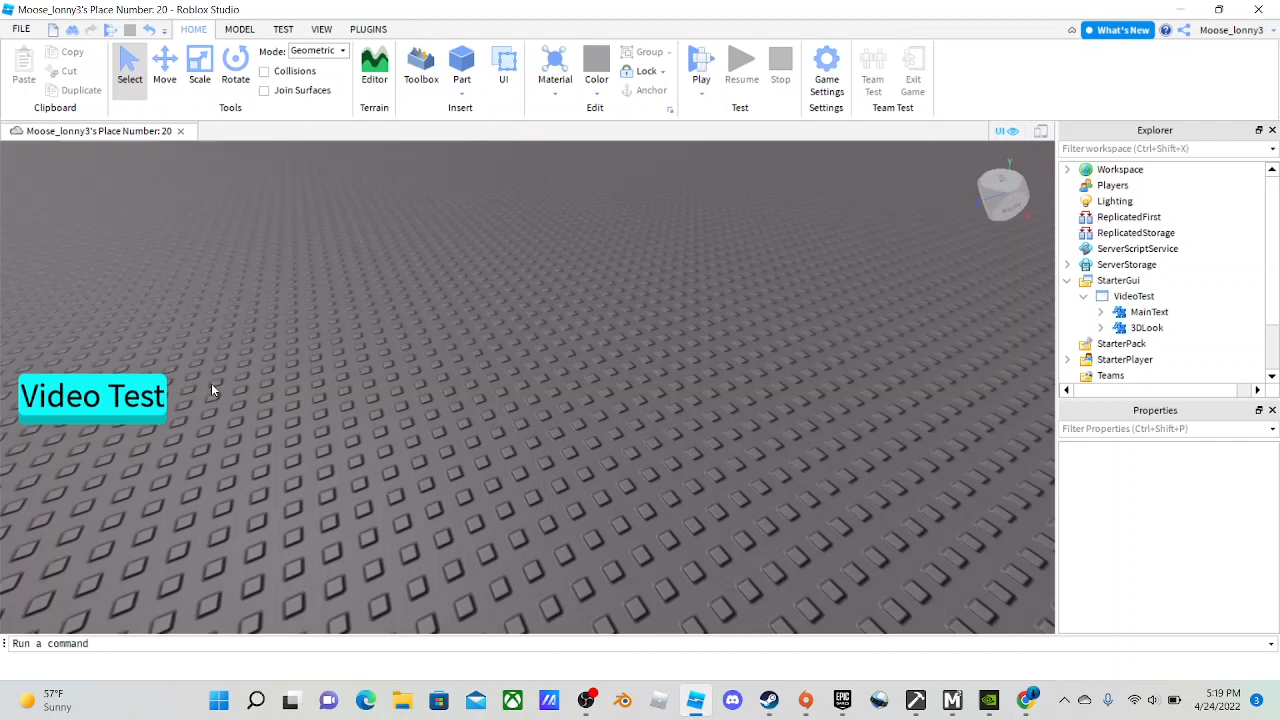 Moose_lonny3's Place Number: 20 - Roblox Studio
FILE HOME MODEL TEST VIEW PLUGINS What's New Moose_lonny3
Paste Copy Cut Duplicate Select Move Scale Rotate Mode: Geometric Collisions Join Surfaces Editor Toolbox Part UI Material Color Group Lock Anchor Play Resume Stop Game Settings Team Test Exit Game
Clipboard Tools Terrain Insert Edit Test Settings Team Test
Moose_lonny3's Place Number: 20 UI Explorer
Filter workspace (Ctrl+Shift+X)
Workspace
Players
Lighting
ReplicatedFirst
ReplicatedStorage
ServerScriptService
ServerStorage
StarterGui
VideoTest
MainText
3DLook
StarterPack
StarterPlayer
Teams
Y
Video Test
Properties
Filter Properties (Ctrl+Shift+P)
Run a command
57°F
Sunny
EPIC GAMES
5:19 PM
4/24/2022
3